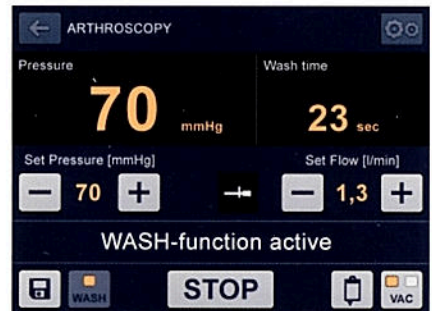 ARTHROSCOPY
Pressure
Wash time
70 mmHg
23 sec
Set Pressure [mmHg]
Set Flow [l/min]
70
1,3
WASH-function active
WASH
STOP
VAC